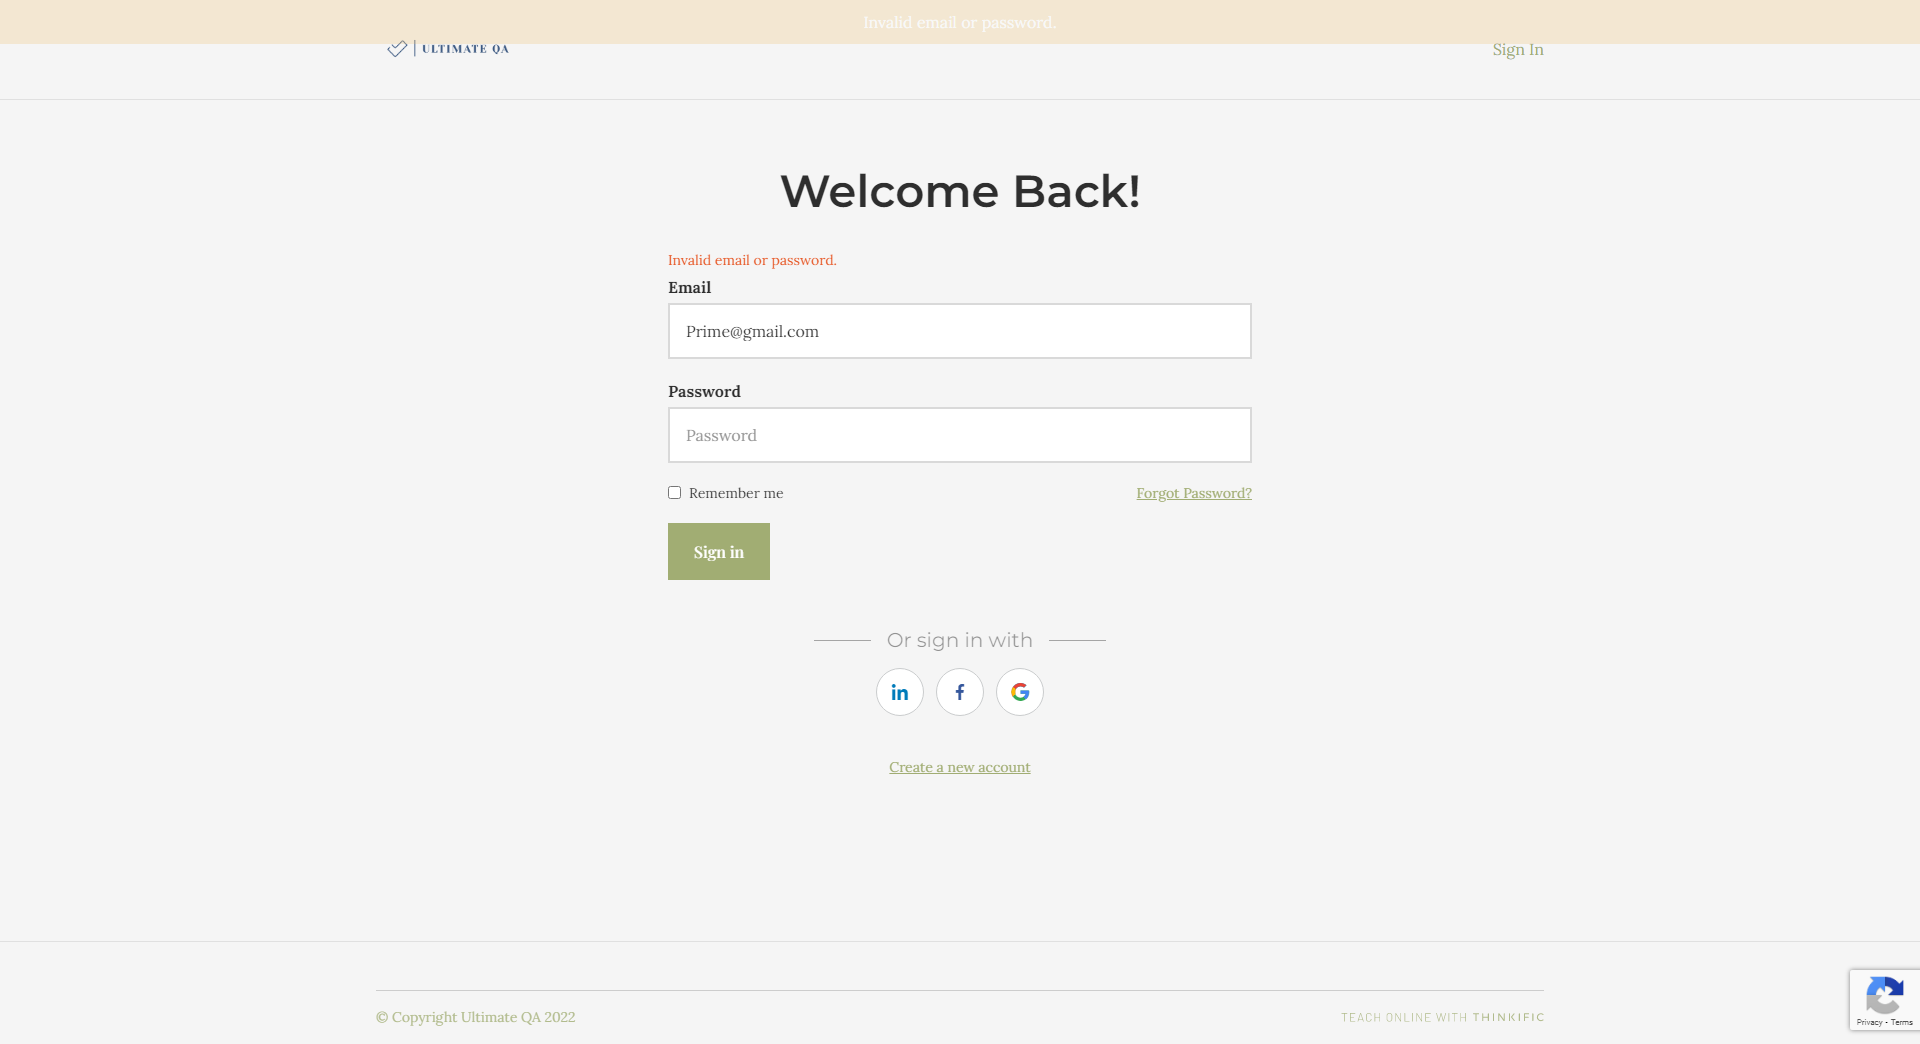 Invalid email or password.
ULTIMATE QA
Sign In
Welcome Back!
Invalid email or password.
Email
Prime@gmail.com
Password
Password
Remember me
Forgot Password?
Sign in
Or sign in with
Create a new account
© Copyright Ultimate QA 2022
TEACH ONLINE WITH THINKIFIC
Privacy - Terms